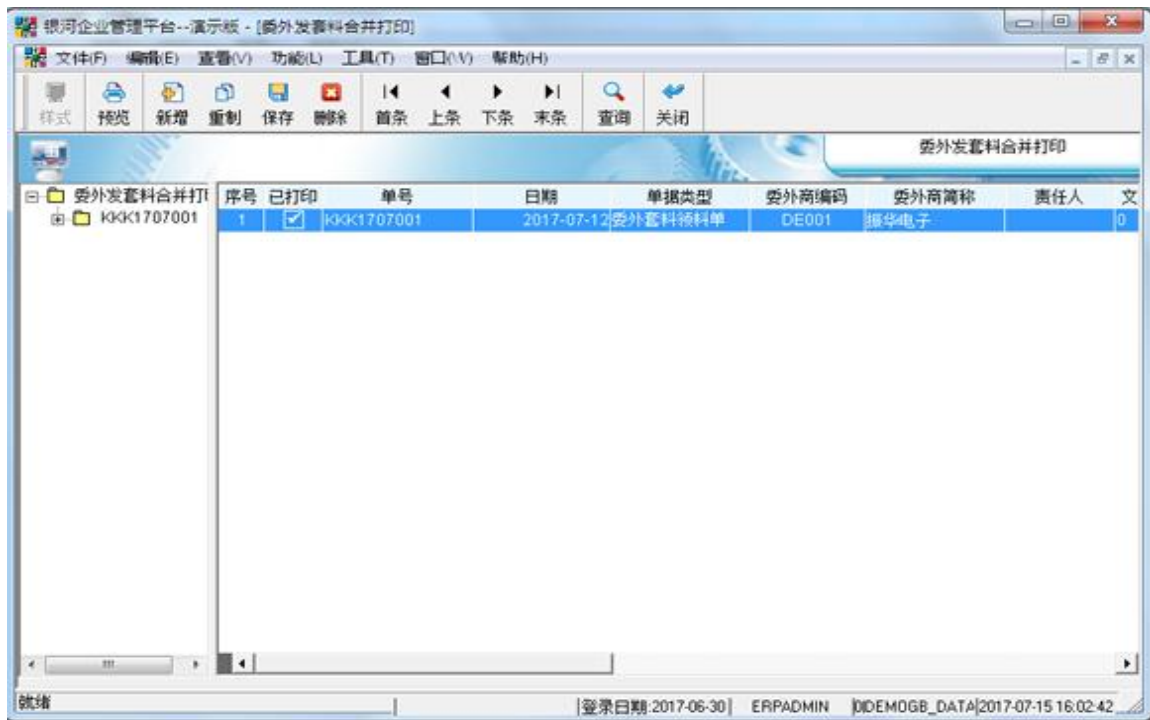 银河企业管理平台--演示版 - [委外发套料合并打印]
文件(F) 编辑(E) 查看(V) 功能(L) 工具(T) 窗口(W) 帮助(H)
样式 预览 新增 重制 保存 删除 首条 上条 下条 末条 查询 关闭
委外发套料合并打印
委外发套料合并打 序号 已打印 单号 日期 单据类型 委外商编码 委外商简称 责任人 文
KKK1707001 1 KKK1707001 2017-07-12 委外套料领料单 DE001 振华电子 0
就绪 登录日期:2017-06-30 ERPADMIN DEMOGB_DATA 2017-07-15 16:02:42